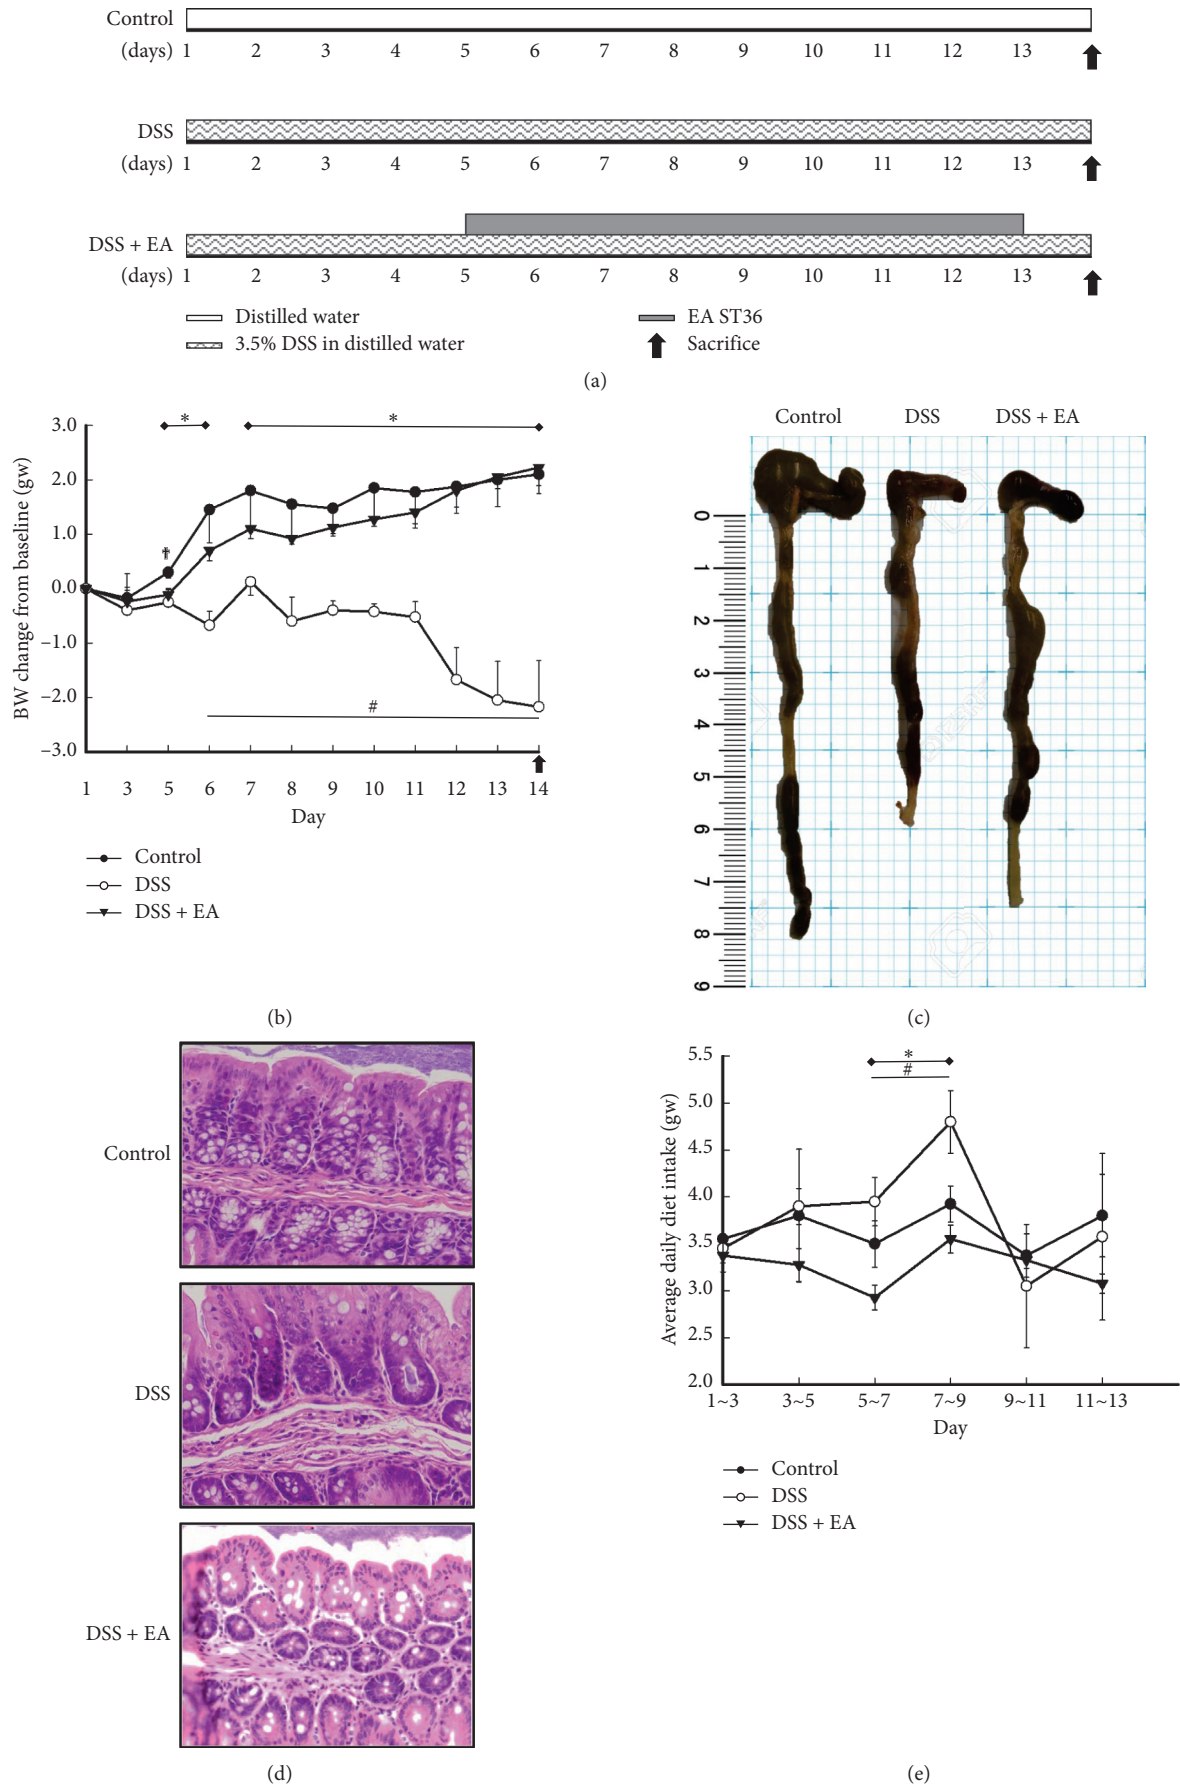 Control
(days) 1 2 3 4 5 6 7 8 9 10 11 12 13
DSS
(days) 1 2 3 4 5 6 7 8 9 10 11 12 13
DSS + EA
(days) 1 2 3 4 5 6 7 8 9 10 11 12 13
Distilled water
3.5% DSS in distilled water
EA ST36
Sacrifice
(a)
BW change from baseline (gw)
3.0
2.0
1.0
0.0
−1.0
−2.0
−3.0
* *
†
#
1 3 5 6 7 8 9 10 11 12 13 14
Day
Control
DSS
DSS + EA
(b)
Control DSS DSS + EA
0
1
2
3
4
5
6
7
8
9
(c)
Control
DSS
DSS + EA
(d)
Average daily diet intake (gw)
5.5
5.0
4.5
4.0
3.5
3.0
2.5
2.0
*
#
1~3 3~5 5~7 7~9 9~11 11~13
Day
Control
DSS
DSS + EA
(e)